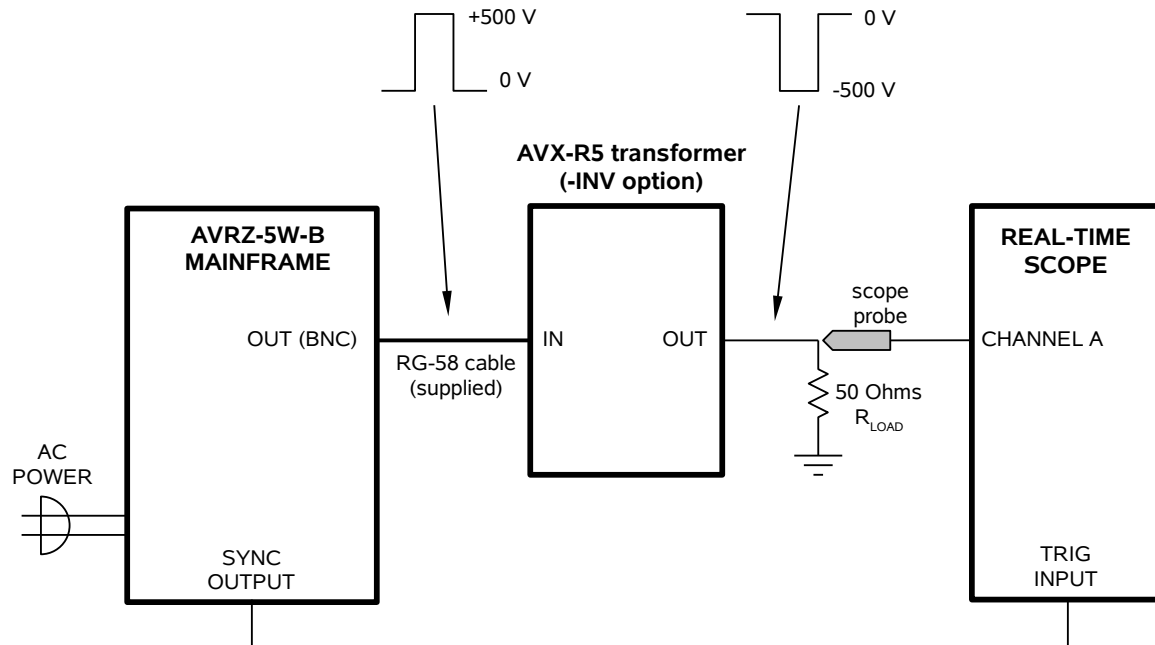 +500 V
0 V
0 V
-500 V
AVX-R5 transformer
(-INV option)
AVRZ-5W-B
MAINFRAME
OUT (BNC)
RG-58 cable
(supplied)
IN
OUT
scope
probe
50 Ohms
RLOAD
REAL-TIME
SCOPE
CHANNEL A
AC
POWER
SYNC
OUTPUT
TRIG
INPUT